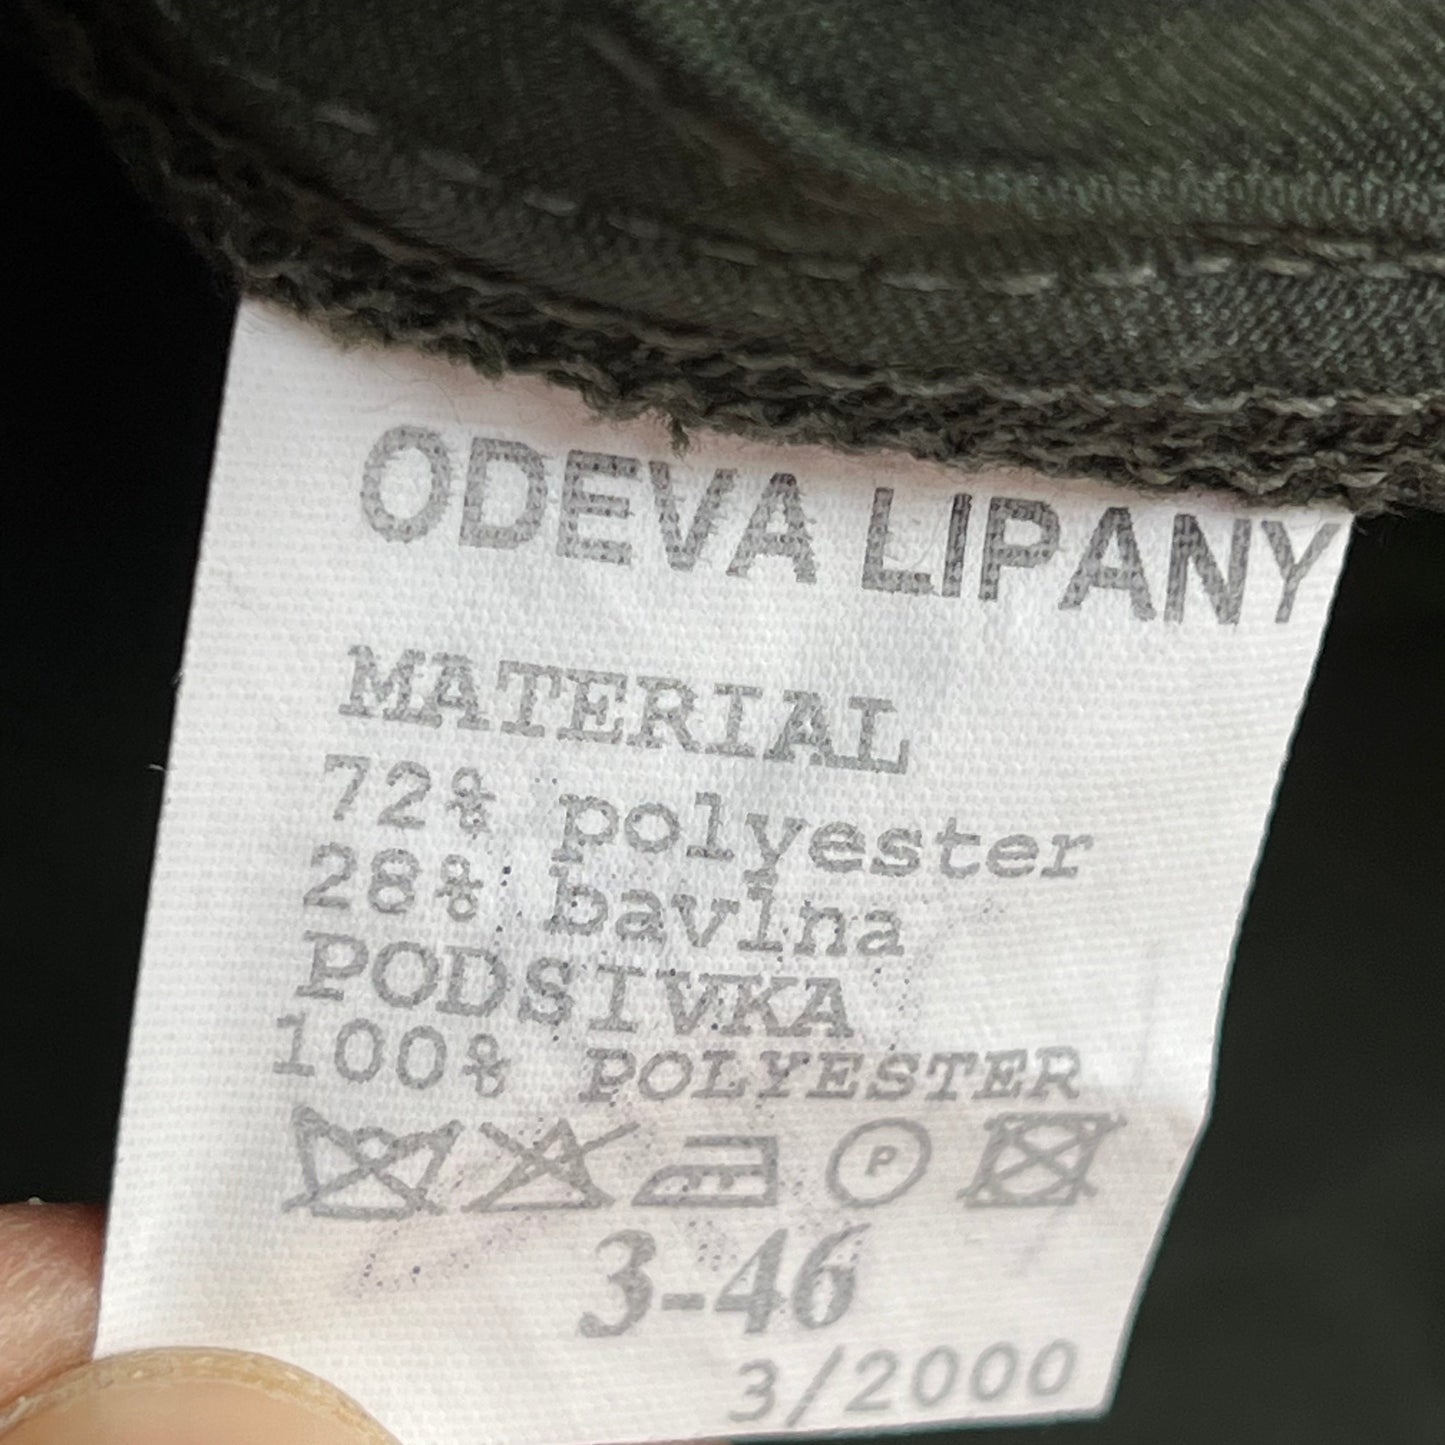 ODEVA LIPANY
MATERIAL
72% polyester
28% bavlna
PODSIVKA
100% POLYESTER
P
3-46
3/2000